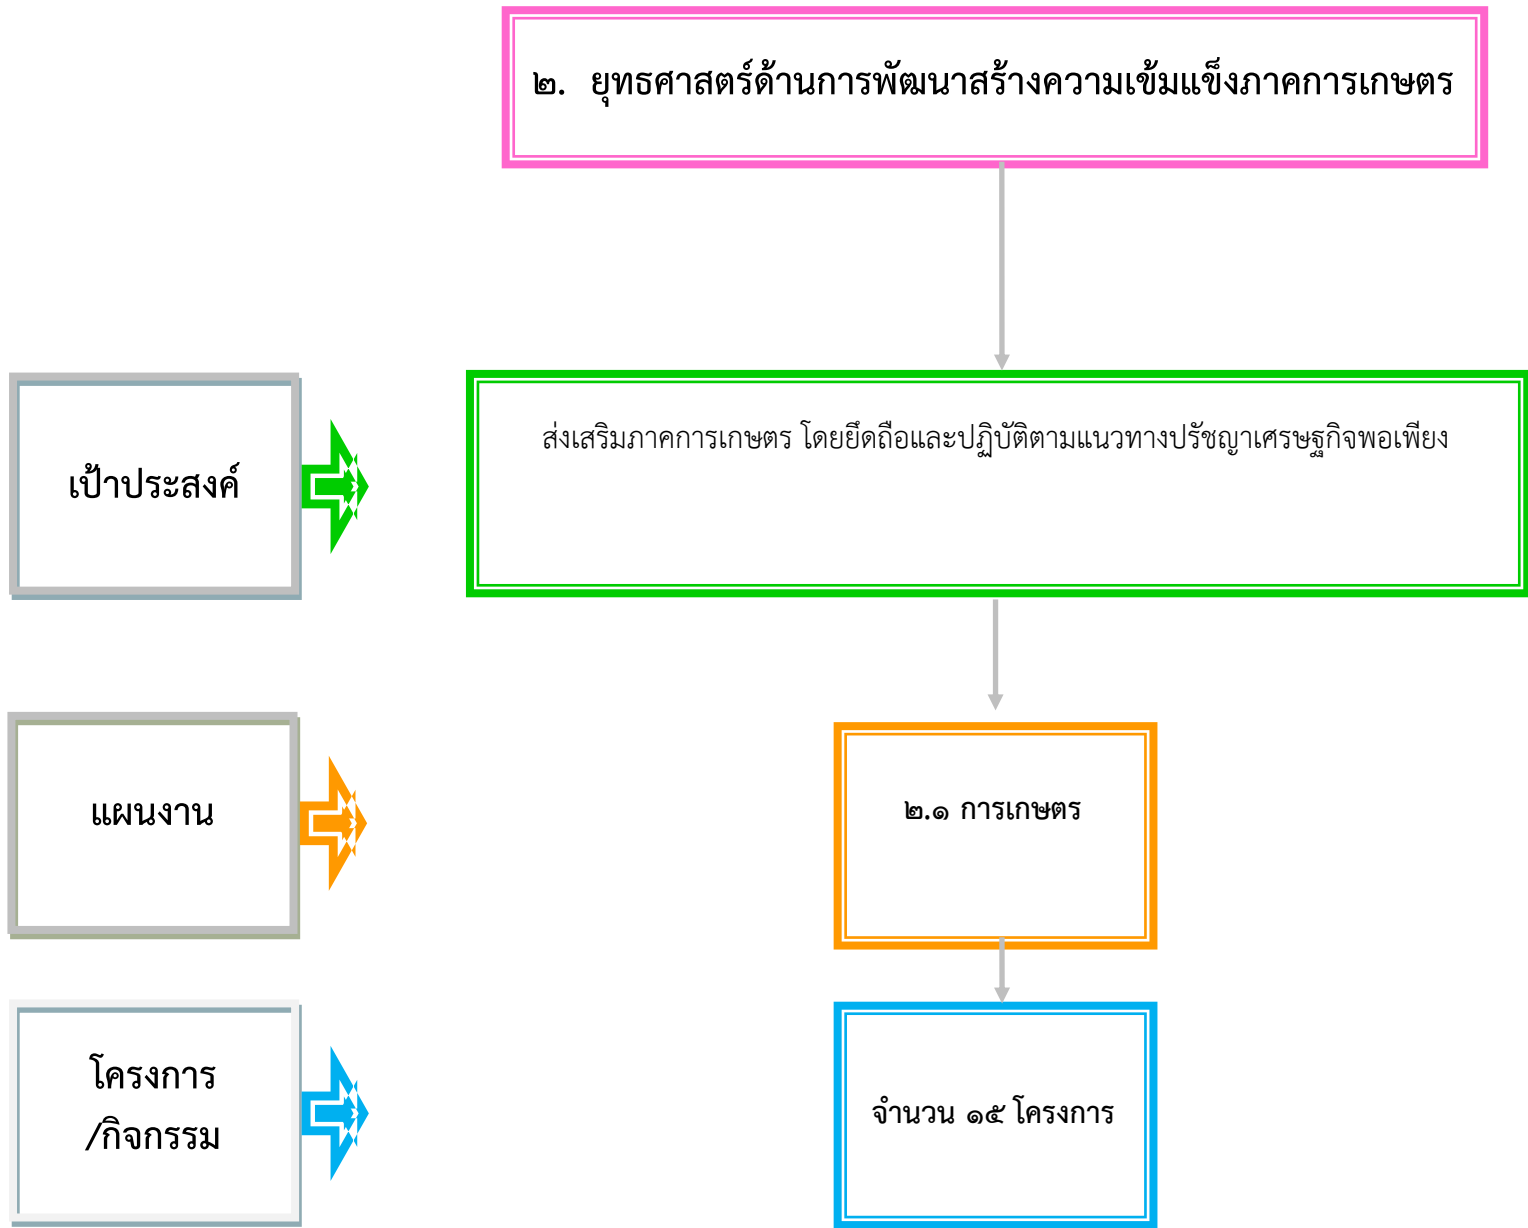 ๒. ยุทธศาสตร์ด้านการพัฒนาสร้างความเข้มแข็งภาคการเกษตร
เป้าประสงค์
ส่งเสริมภาคการเกษตร โดยยึดถือและปฏิบัติตามแนวทางปรัชญาเศรษฐกิจพอเพียง
แผนงาน
๒.๑ การเกษตร
โครงการ
/กิจกรรม
จำนวน ๑๕ โครงการ